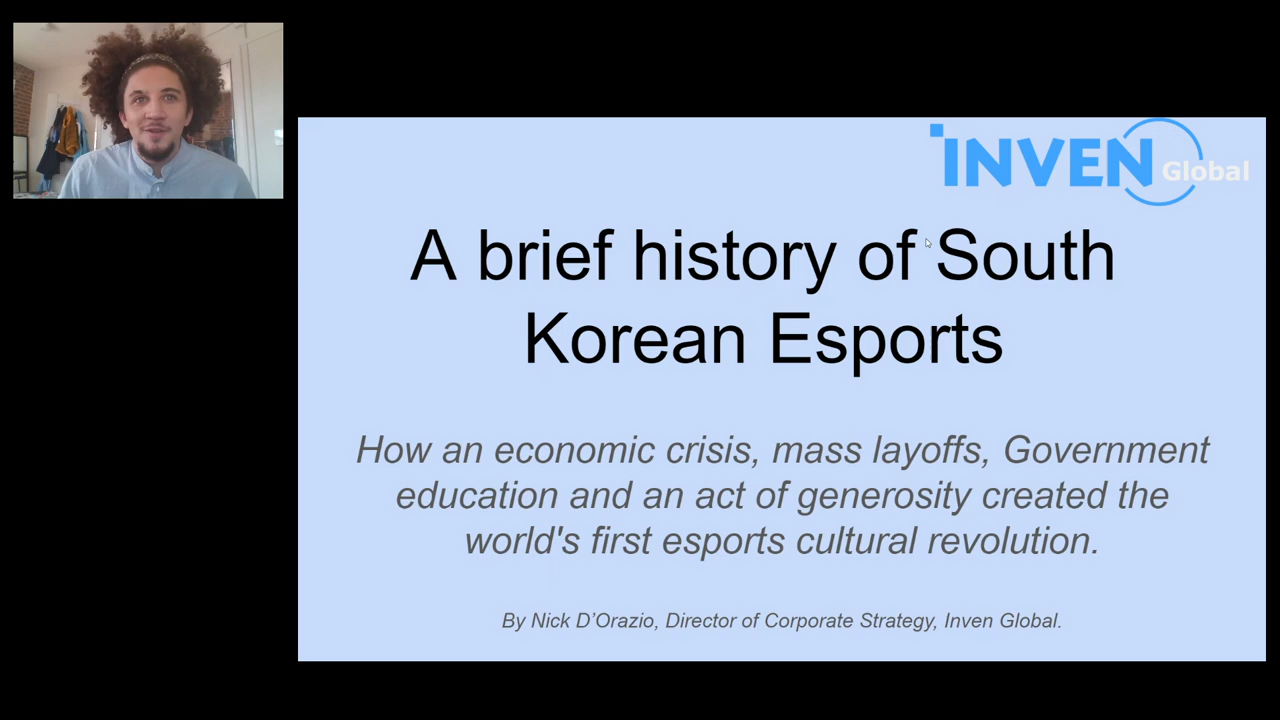 INVEN Global
A brief history of South
Korean Esports
How an economic crisis, mass layoffs, Government
education and an act of generosity created the
world's first esports cultural revolution.
By Nick D’Orazio, Director of Corporate Strategy, Inven Global.